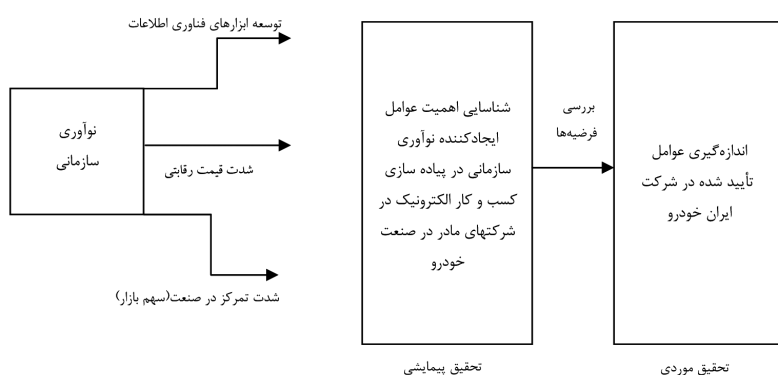 توسعه ابزارهای فناوری اطلاعات
نوآوری
سازمانی
شدت قیمت رقابتی
شدت تمرکز در صنعت(سهم بازار)
شناسایی اهمیت عوامل
ایجادکننده نوآوری
سازمانی در پیاده سازی
کسب و کار الکترونیک در
شرکتهای مادر در صنعت
خودرو
تحقیق پیمایشی
بررسی
فرضیه‌ها
اندازه‌گیری عوامل
تأیید شده در شرکت
ایران خودرو
تحقیق موردی